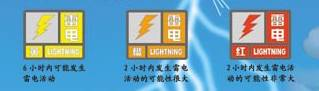 雷电
黄 LIGHTNING
6小时内可能发生
雷电活动
雷电
橙 LIGHTNING
2小时内发生雷电
活动的可能性很大
雷电
红 LIGHTNING
2小时内发生雷电活
动的可能性非常大